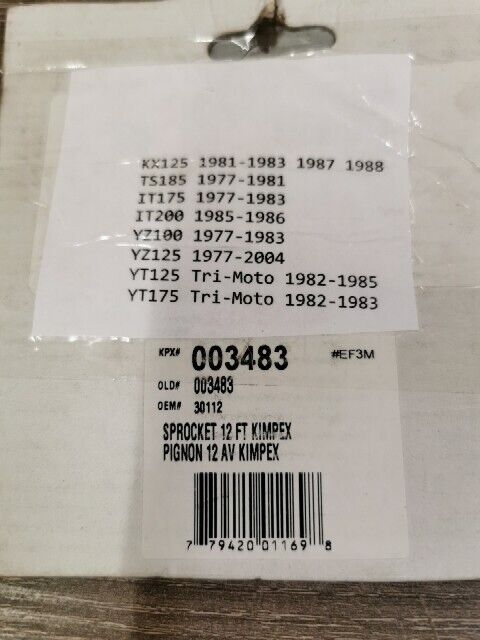 KX125 1981-1983 1987 1988
TS185 1977-1981
IT175 1977-1983
IT200 1985-1986
YZ100 1977-1983
YZ125 1977-2004
YT125 Tri-Moto 1982-1985
YT175 Tri-Moto 1982-1983
KPX# 003483 #EF3M
OLD# 003483
OEM# 30112
SPROCKET 12 FT KIMPEX
PIGNON 12 AV KIMPEX
7 79420 01169 8